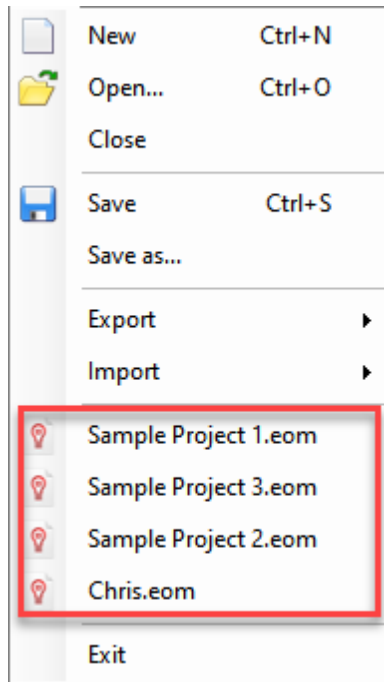 New Ctrl+N
Open... Ctrl+O
Close
Save Ctrl+S
Save as...
Export
Import
Sample Project 1.eom
Sample Project 3.eom
Sample Project 2.eom
Chris.eom
Exit